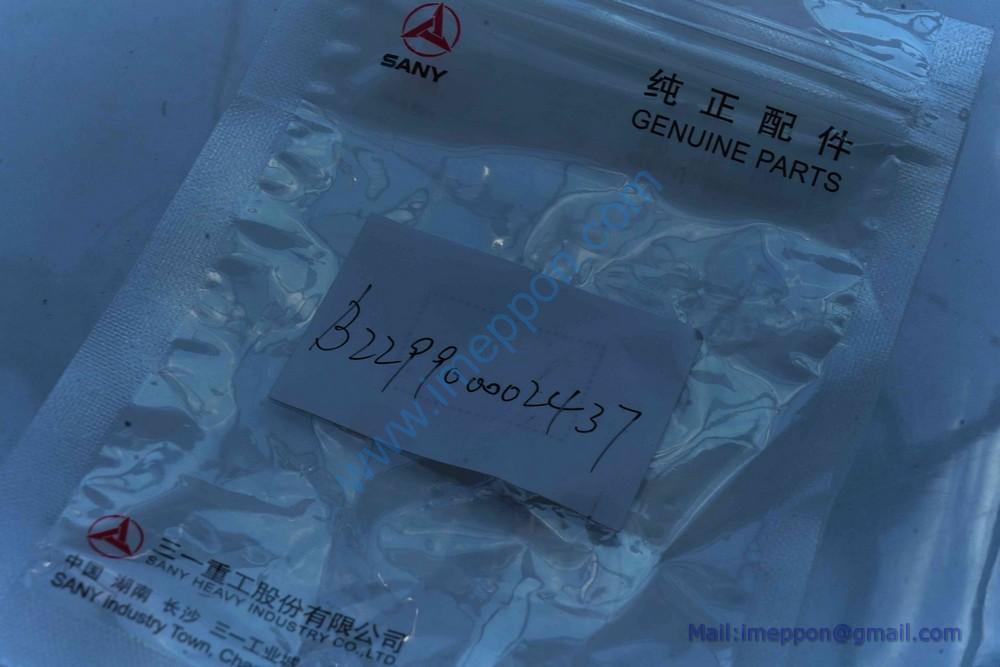 SANY
纯正配件
GENUINE PARTS
B229900002437
www.imeppon.com
三一重工股份有限公司
SANY HEAVY INDUSTRY CO.,LTD
中国 湖南 长沙 三一工业城
SANY Industry Town,
Mail:imeppon@gmail.com